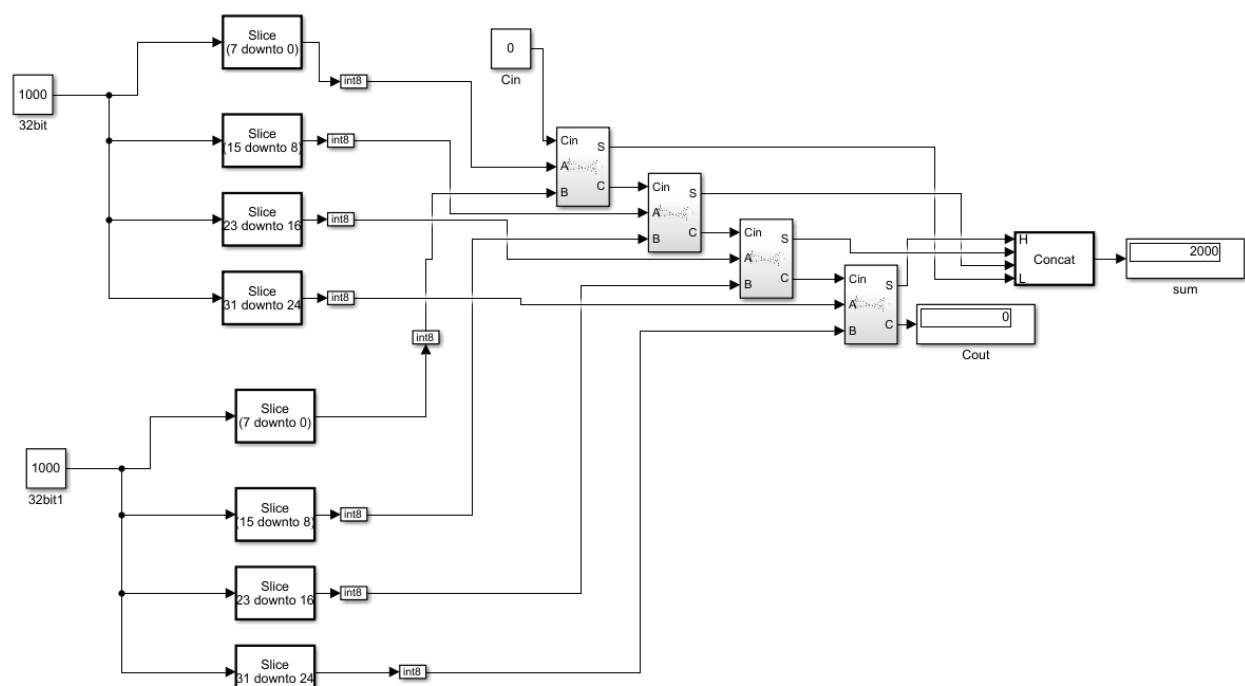 Slice
(7 downto 0)
int8
0
Cin
1000
32bit
Slice
(15 downto 8)
int8
Cin
A
B
S
C
Cin
A
B
S
C
Slice
23 downto 16
int8
Cin
A
B
S
C
H
L
Concat
2000
sum
Slice
31 downto 24
int8
Cin
A
B
S
C
0
Cout
int8
Slice
(7 downto 0)
1000
32bit1
Slice
(15 downto 8)
int8
Slice
23 downto 16
int8
Slice
31 downto 24
int8